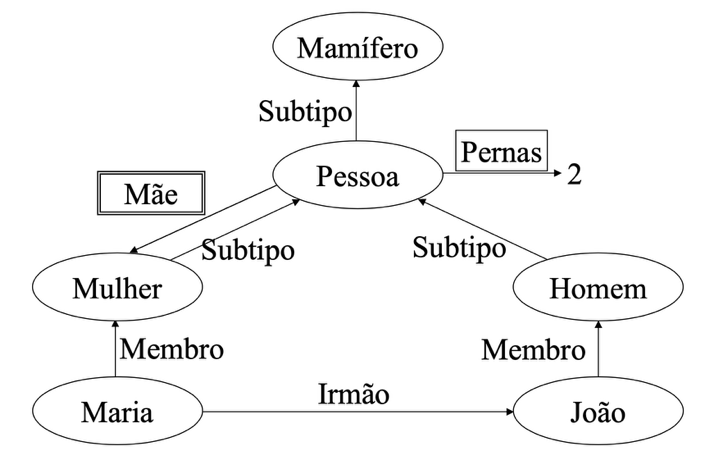 Mamífero
Subtipo
Pernas
Pessoa
2
Mãe
Subtipo
Subtipo
Mulher
Homem
Membro
Membro
Irmão
Maria
João